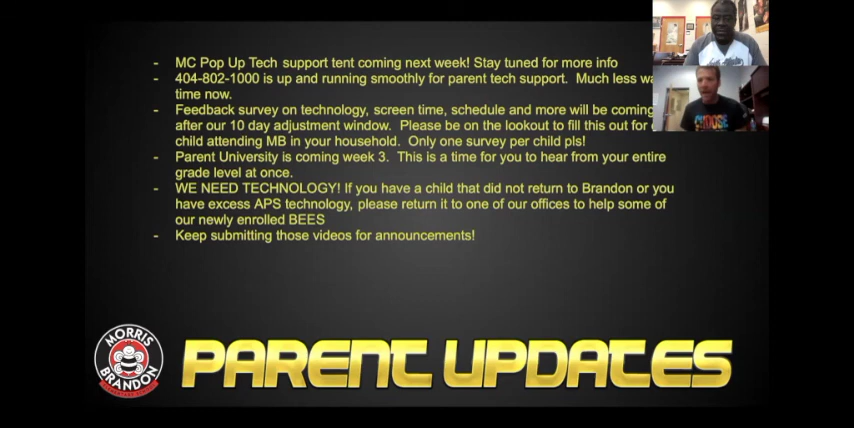 - MC Pop Up Tech support tent coming next week! Stay tuned for more info
- 404-802-1000 is up and running smoothly for parent tech support. Much less
time now.
- Feedback survey on technology, screen time, schedule and more will be coming
after our 10 day adjustment window. Please be on the lookout to fill this out for
child attending MB in your household. Only one survey per child pls!
- Parent University is coming week 3. This is a time for you to hear from your entire
grade level at once.
- WE NEED TECHNOLOGY! If you have a child that did not return to Brandon or you
have excess APS technology, please return it to one of our offices to help some of
our newly enrolled BEES
- Keep submitting those videos for announcements!
CHOOSE
MORRIS
BRANDON
PARENT UPDATES